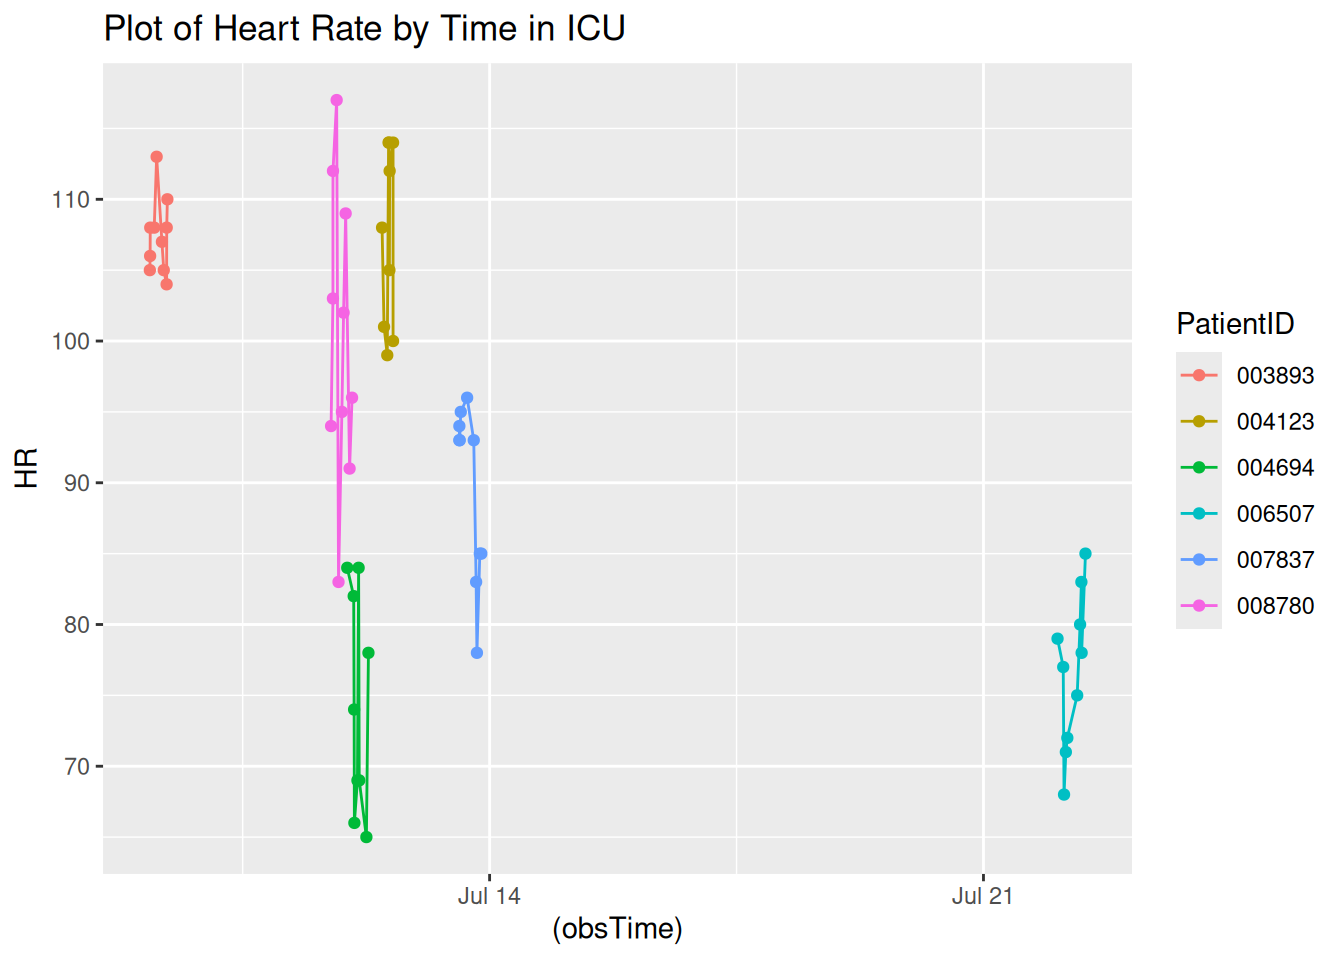 Plot of Heart Rate by Time in ICU
110
100
90
80
70
HR
Jul 14
Jul 21
(obsTime)
PatientID
003893
004123
004694
006507
007837
008780